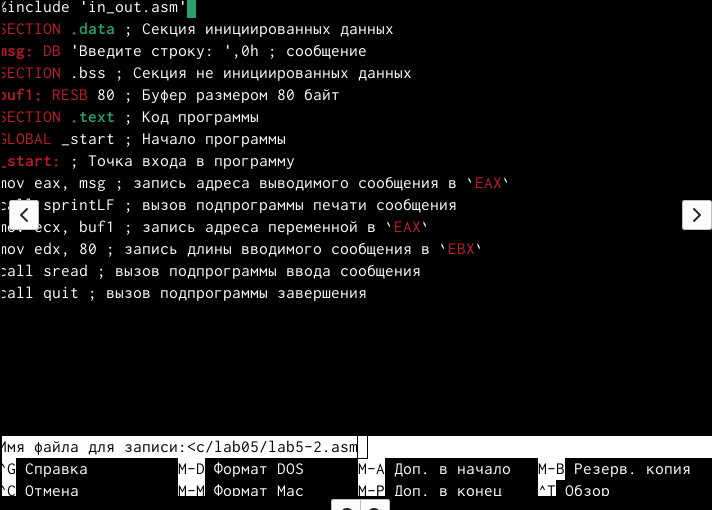 %include 'in_out.asm'
SECTION .data ; Секция инициированных данных
msg: DB 'Введите строку: ',0h ; сообщение
SECTION .bss ; Секция не инициированных данных
buf1: RESB 80 ; Буфер размером 80 байт
SECTION .text ; Код программы
GLOBAL _start ; Начало программы
_start: ; Точка входа в программу
mov eax, msg ; запись адреса выводимого сообщения в `EAX`
call sprintLF ; вызов подпрограммы печати сообщения
mov ecx, buf1 ; запись адреса переменной в `EAX`
mov edx, 80 ; запись длины вводимого сообщения в `EBX`
call sread ; вызов подпрограммы ввода сообщения
call quit ; вызов подпрограммы завершения
Имя файла для записи:<c/lab05/lab5-2.asm
^G Справка M-D Формат DOS M-A Доп. в начало M-B Резерв. копия
^C Отмена M-M Формат Mac M-P Доп. в конец ^T Обзор